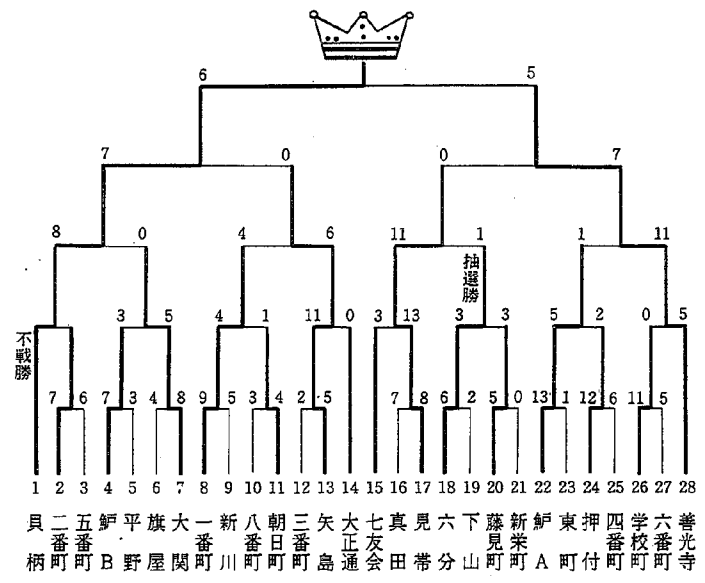 6 5
7 0 0 7
8 0 4 6 11 1 1 11
抽選勝
3 5 4 1 11 0 3 13 3 3 5 2 0 5
不戦勝
7 6 7 3 4 8 9 5 3 4 2 5 7 8 6 2 5 0 13 1 12 6 11 5
1 2 3 4 5 6 7 8 9 10 11 12 13 14 15 16 17 18 19 20 21 22 23 24 25 26 27 28
貝柄
二番町
五番町
鮖B
平野
旗屋
大関
一番町
新川
八番町
朝日町
三番町
矢島
大正通
七友会
真田
見帯
六分
下山
藤見町
新栄町
鮖A
東町
押付
四番町
学校町
六番町
善光寺